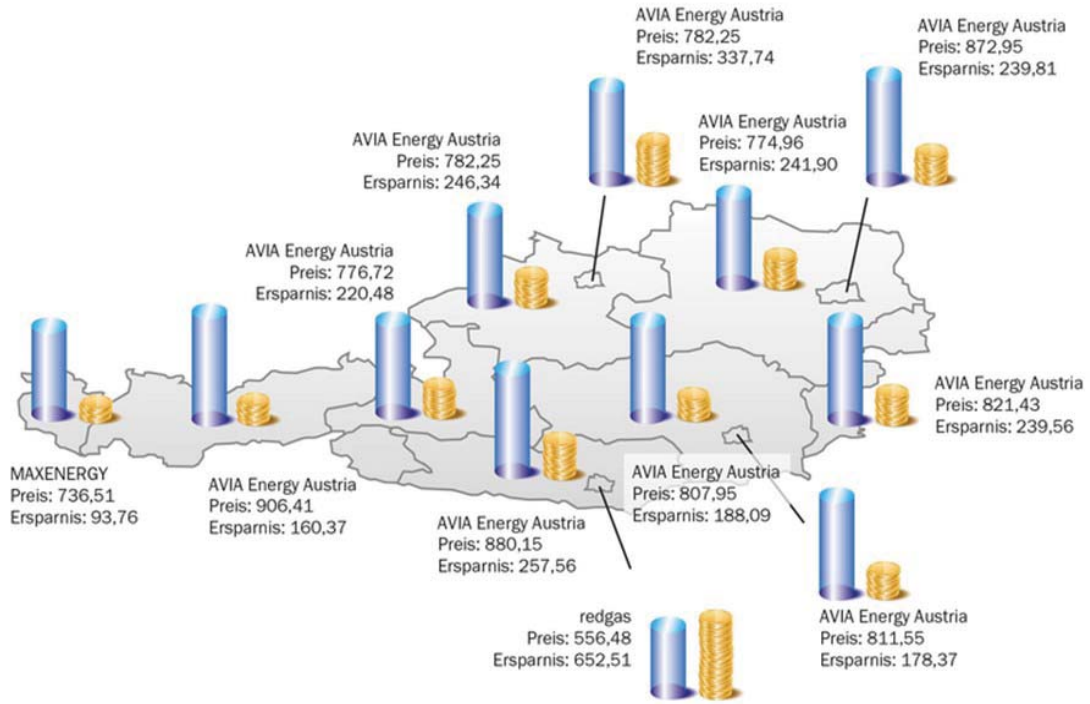 AVIA Energy Austria
Preis: 782,25
Ersparnis: 337,74
AVIA Energy Austria
Preis: 872,95
Ersparnis: 239,81
AVIA Energy Austria
Preis: 774,96
Ersparnis: 241,90
AVIA Energy Austria
Preis: 782,25
Ersparnis: 246,34
AVIA Energy Austria
Preis: 776,72
Ersparnis: 220,48
AVIA Energy Austria
Preis: 821,43
Ersparnis: 239,56
MAXENERGY
Preis: 736,51
Ersparnis: 93,76
AVIA Energy Austria
Preis: 906,41
Ersparnis: 160,37
AVIA Energy Austria
Preis: 807,95
Ersparnis: 188,09
AVIA Energy Austria
Preis: 880,15
Ersparnis: 257,56
redgas
Preis: 556,48
Ersparnis: 652,51
AVIA Energy Austria
Preis: 811,55
Ersparnis: 178,37